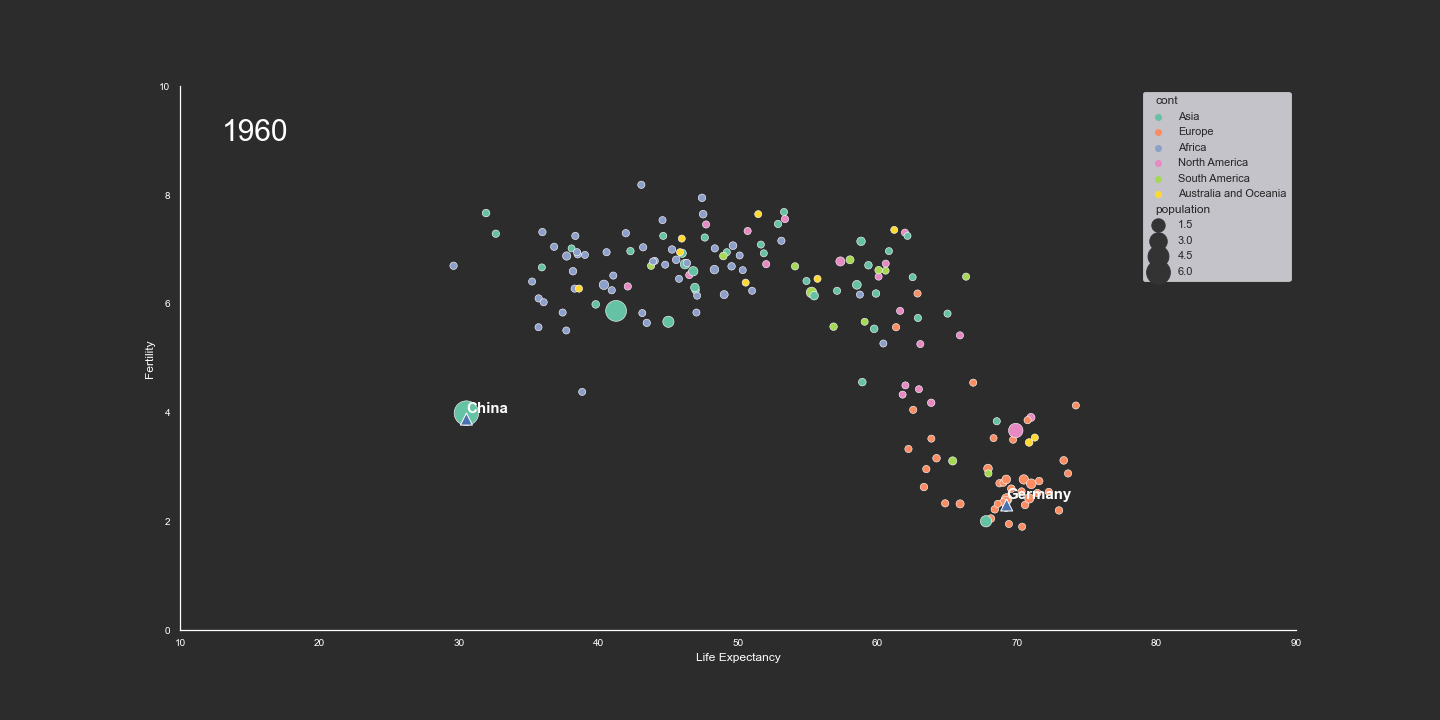 10
1960
cont
Asia
Europe
Africa
North America
South America
Australia and Oceania
population
1.5
3.0
4.5
6.0
8
6
Fertility
4
China
Germany
2
0
10 20 30 40 50 60 70 80 90
Life Expectancy